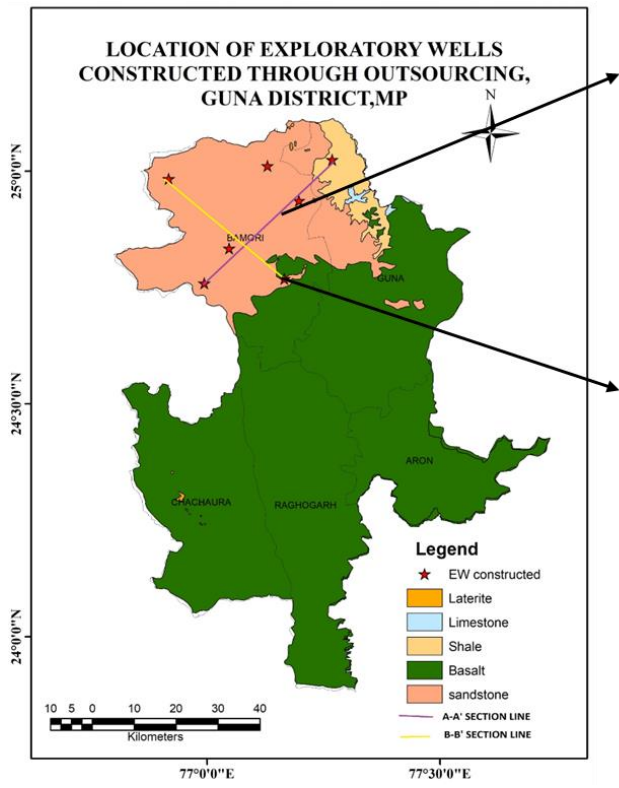 LOCATION OF EXPLORATORY WELLS
CONSTRUCTED THROUGH OUTSOURCING,
GUNA DISTRICT,MP
N
25°0'0"N
BAMORI
GUNA
24°30'0"N
ARON
CHACHAURA
RAGHOGARH
24°0'0"N
Legend
EW constructed
Laterite
Limestone
Shale
Basalt
sandstone
A-A' SECTION LINE
B-B' SECTION LINE
10 5 0 10 20 30 40
Kilometers
77°0'0"E 77°30'0"E